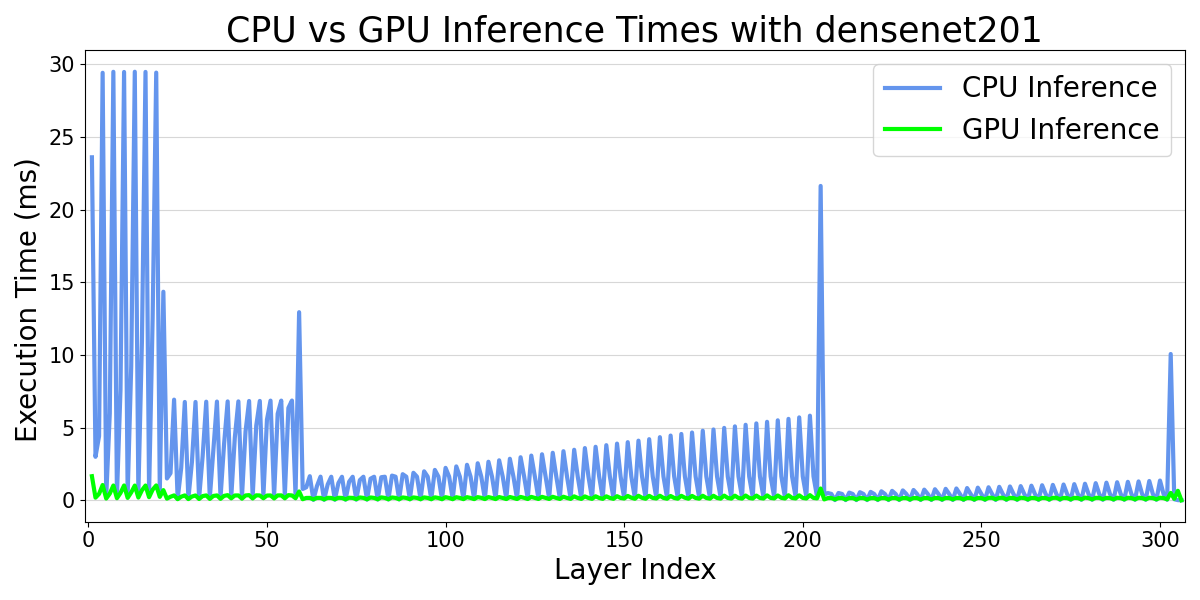 CPU vs GPU Inference Times with densenet201
CPU Inference
GPU Inference
Execution Time (ms)
30
25
20
15
10
5
0
0 50 100 150 200 250 300
Layer Index